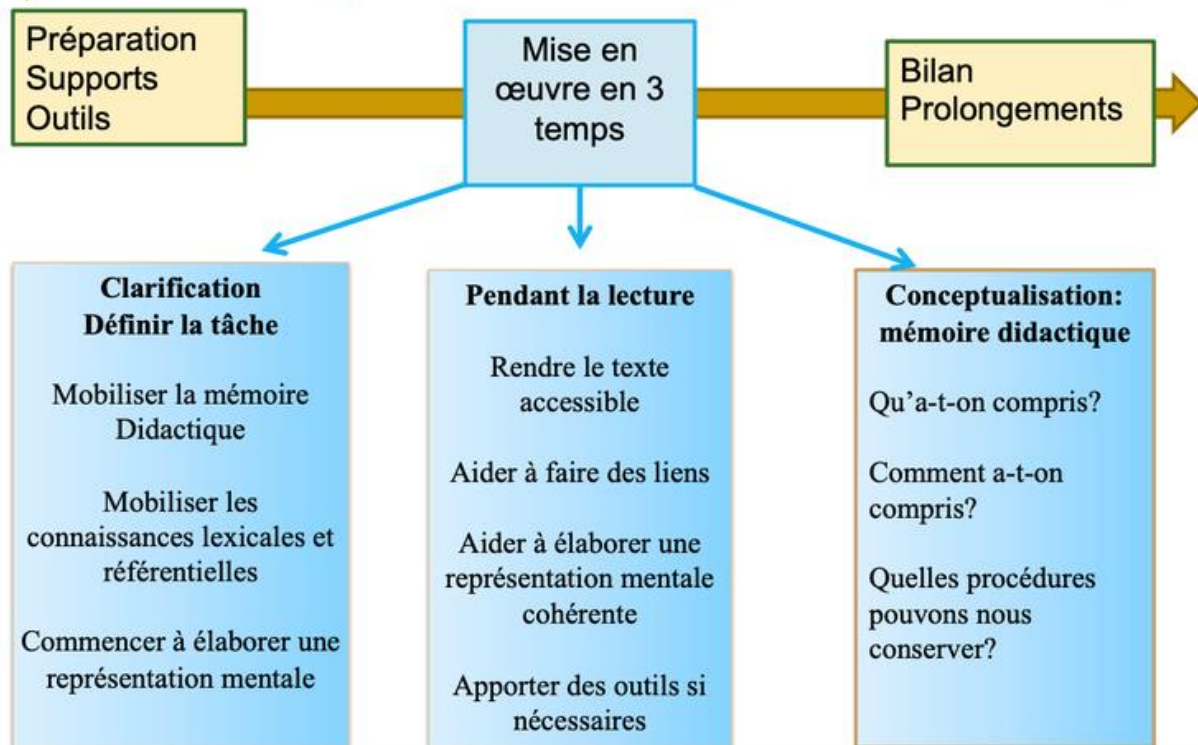 Préparation
Supports
Outils
Mise en
œuvre en 3
temps
Bilan
Prolongements
Clarification
Définir la tâche
Mobiliser la mémoire
Didactique
Mobiliser les
connaissances lexicales et
référentielles
Commencer à élaborer une
représentation mentale
Pendant la lecture
Rendre le texte
accessible
Aider à faire des liens
Aider à élaborer une
représentation mentale
cohérente
Apporter des outils si
nécessaires
Conceptualisation:
mémoire didactique
Qu'a-t-on compris?
Comment a-t-on
compris?
Quelles procédures
pouvons nous
conserver?